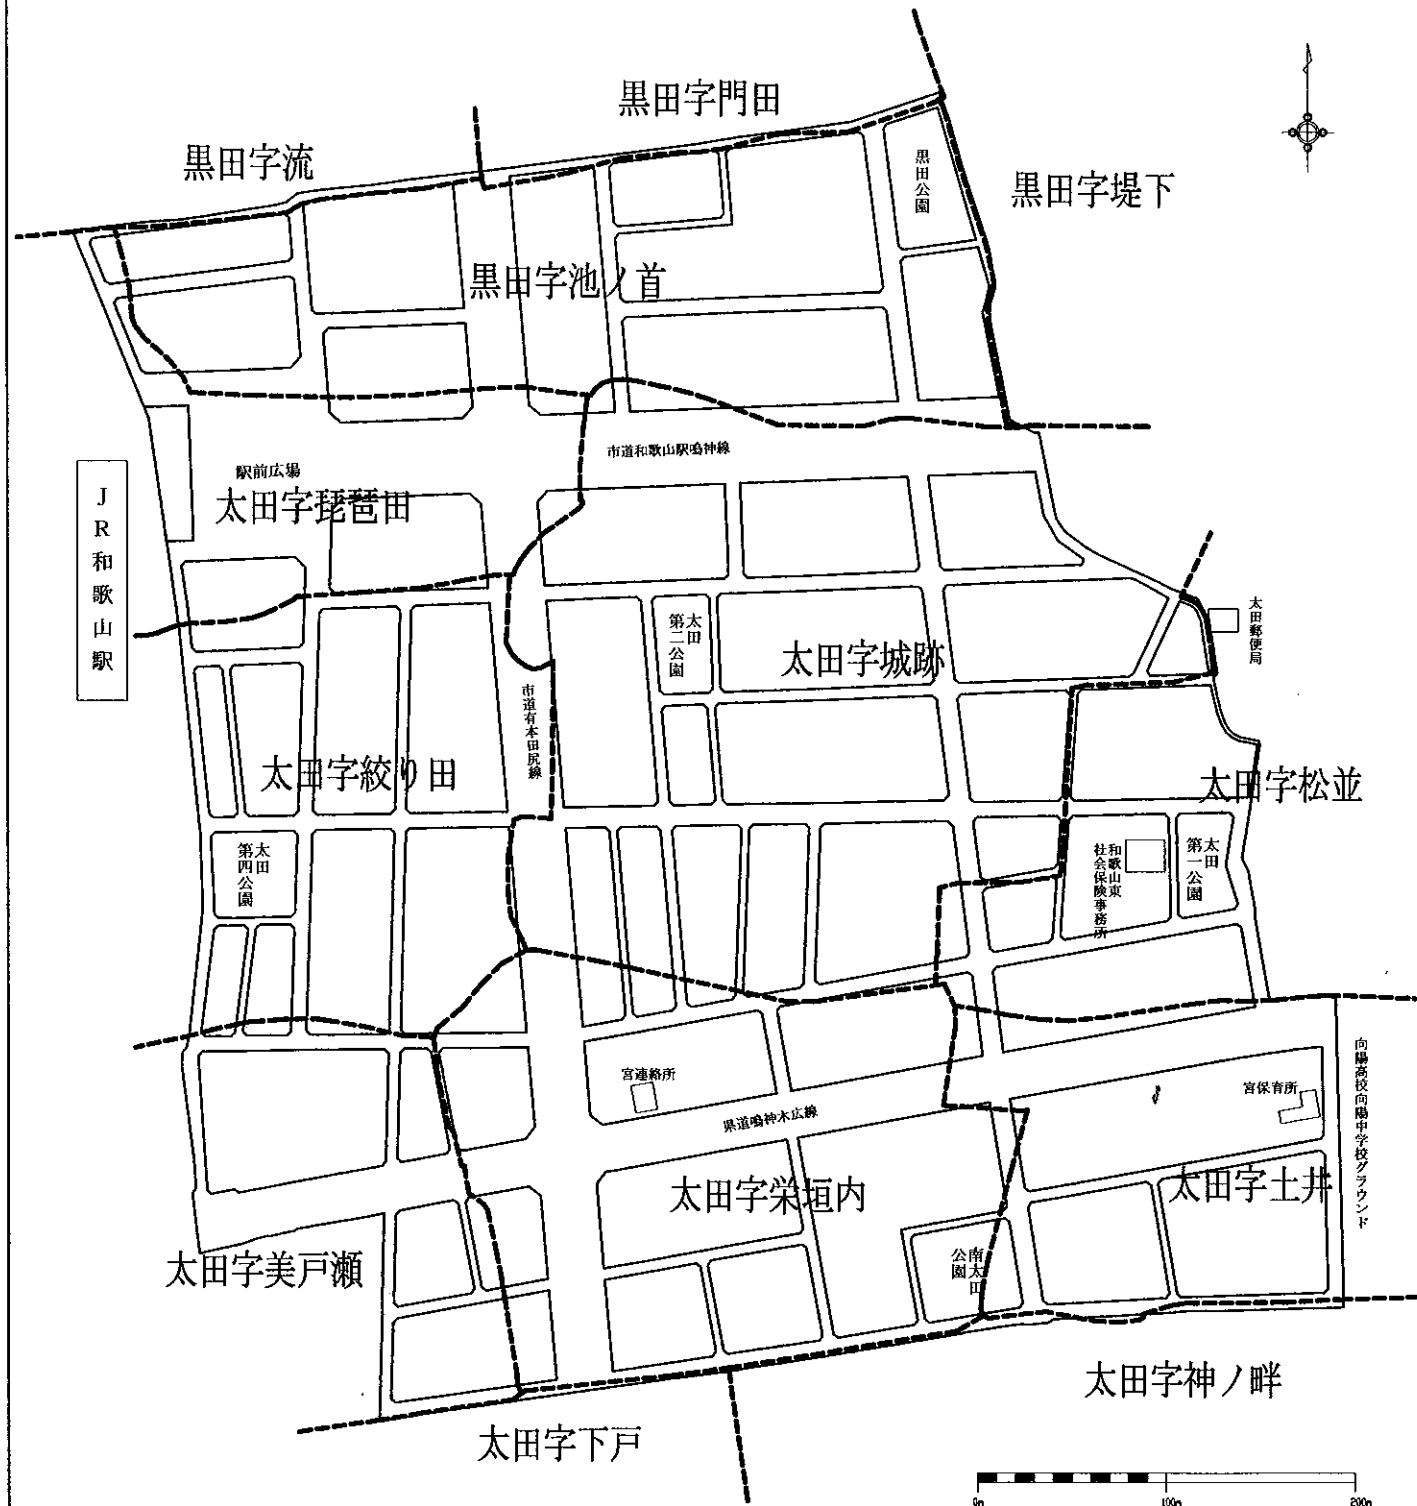 黒田字門田
黒田字流
黒田公園
黒田字堤下
黒田字池ノ首
市道和歌山駅鳴神線
駅前広場
太田字琵琶田
JR和歌山駅
太田
第二公園
太田字城跡
太田郵便局
市道有本田尻線
太田字絞り田
太田字松並
太田
第四公園
和歌山東
社会保険事務所
太田
第一公園
宮連絡所
県道鳴神木広線
宮保育所
向陽高校向陽中学校グラウンド
太田字栄垣内
太田字土井
南太田
公園
太田字美戸瀬
太田字神ノ畔
太田字下戸
0m 100m 200m